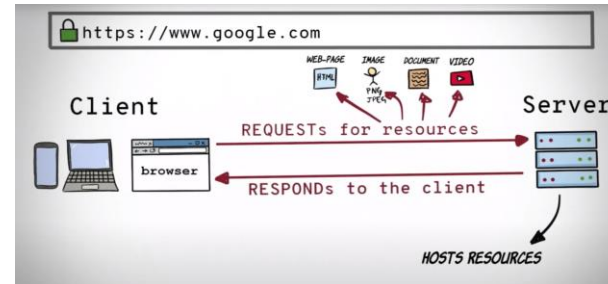 https://www.google.com
WEB-PAGE IMAGE DOCUMENT VIDEO
HTML
PNG
JPEG
Client
Server
REQUESTs for resources
browser
RESPONDs to the client
HOSTS RESOURCES